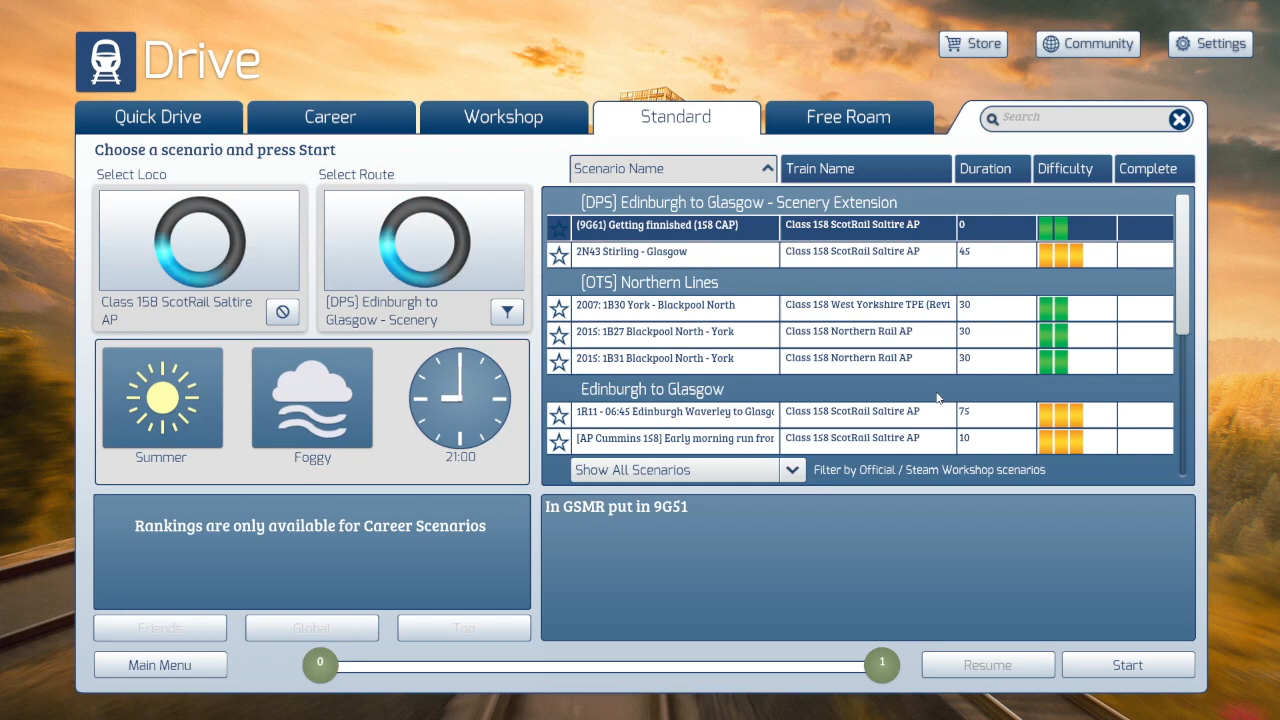 Drive
Store
Community
Settings
Quick Drive
Career
Workshop
Standard
Free Roam
Search
Choose a scenario and press Start
Select Loco
Select Route
Class 158 ScotRail Saltire
AP
[DPS] Edinburgh to
Glasgow - Scenery
Summer
Foggy
21:00
Scenario Name
Train Name
Duration
Difficulty
Complete
[DPS] Edinburgh to Glasgow - Scenery Extension
(9G61) Getting finnished (158 CAP) Class 158 ScotRail Saltire AP 0
2N43 Stirling - Glasgow Class 158 ScotRail Saltire AP 45
[OTS] Northern Lines
2007: 1B30 York - Blackpool North Class 158 West Yorkshire TPE (Revi 30
2015: 1B27 Blackpool North - York Class 158 Northern Rail AP 30
2015: 1B31 Blackpool North - York Class 158 Northern Rail AP 30
Edinburgh to Glasgow
1R11 - 06:45 Edinburgh Waverley to Glasgo Class 158 ScotRail Saltire AP 75
[AP Cummins 158] Early morning run from Class 158 ScotRail Saltire AP 10
Show All Scenarios
Filter by Official / Steam Workshop scenarios
Rankings are only available for Career Scenarios
In GSMR put in 9G51
Friends
Global
Top
Main Menu
0
1
Resume
Start